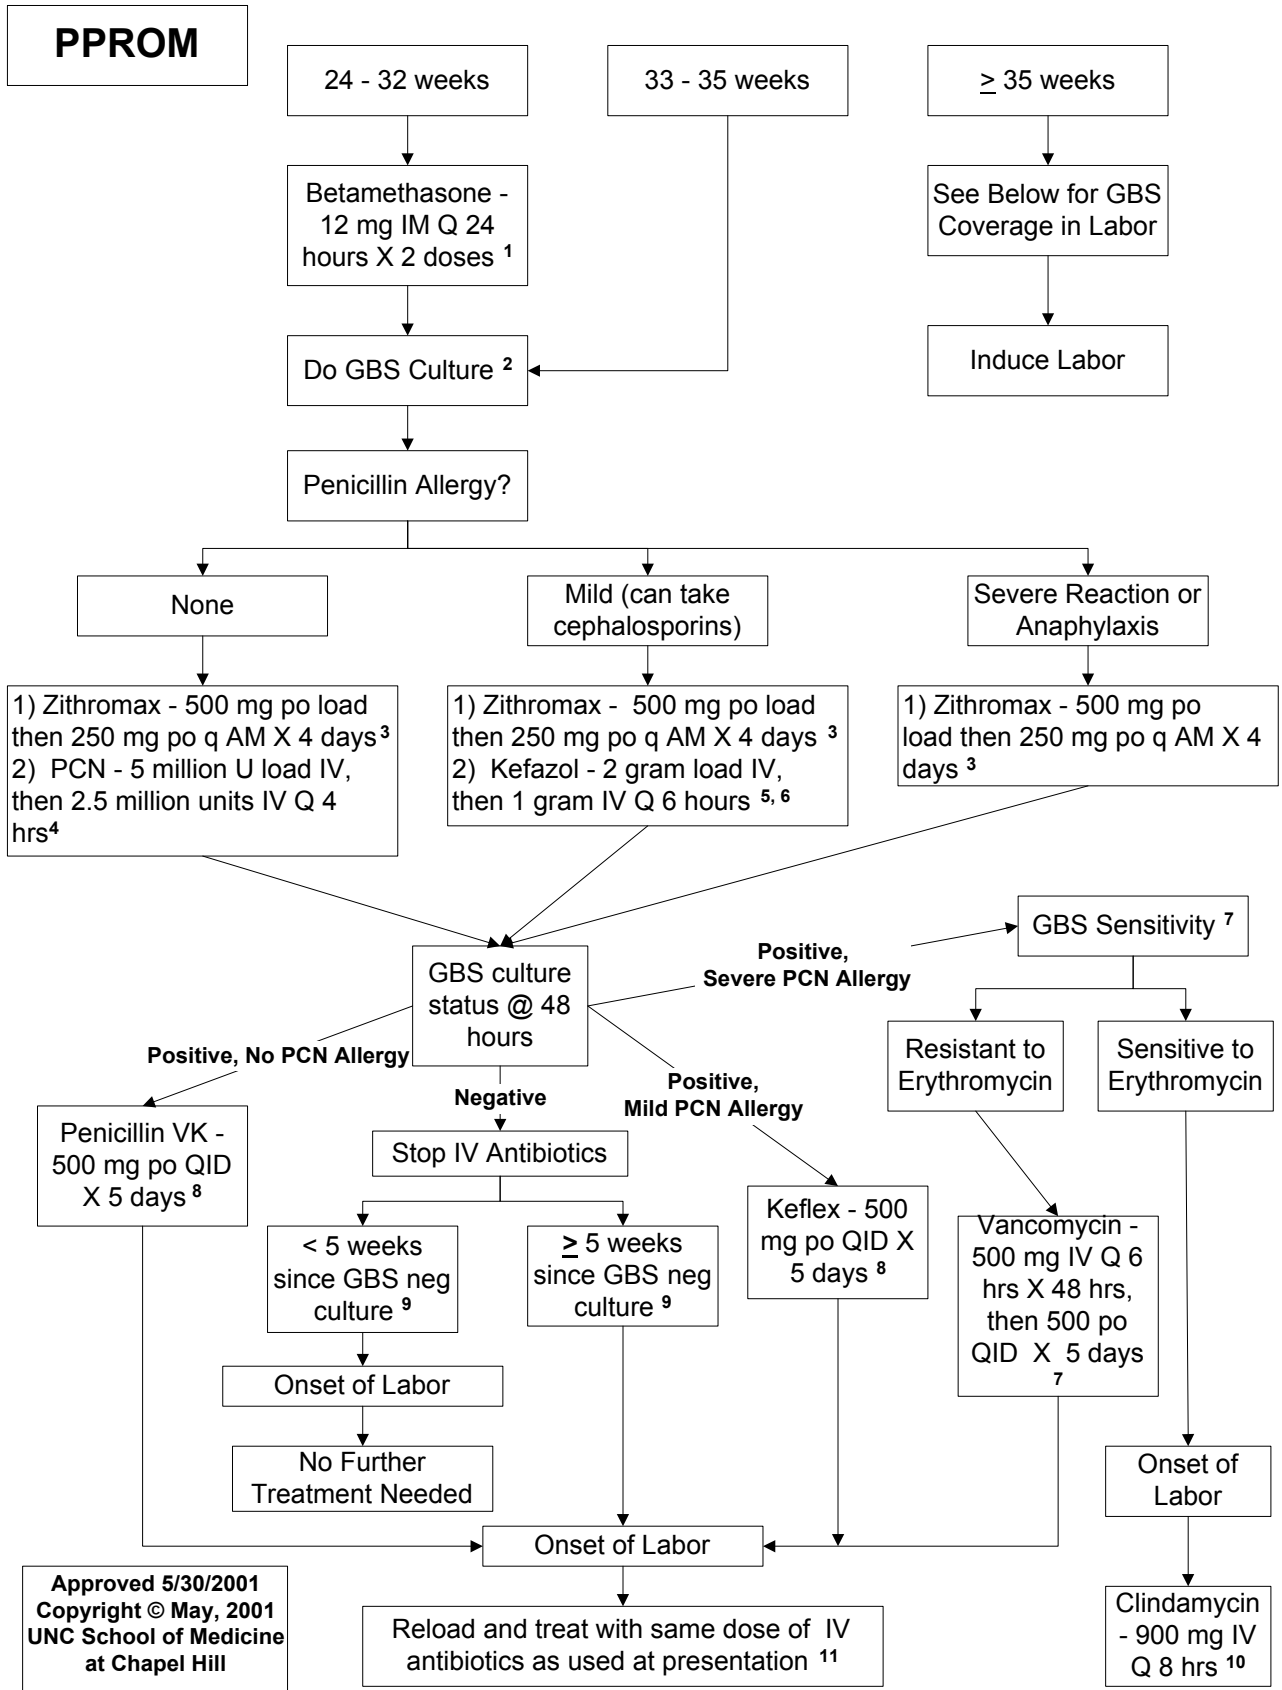 PPROM
24 - 32 weeks
33 - 35 weeks
≥ 35 weeks
Betamethasone -
12 mg IM Q 24
hours X 2 doses 1
See Below for GBS
Coverage in Labor
Do GBS Culture 2
Induce Labor
Penicillin Allergy?
None
Mild (can take
cephalosporins)
Severe Reaction or
Anaphylaxis
1) Zithromax - 500 mg po load
then 250 mg po q AM X 4 days 3
2) PCN - 5 million U load IV,
then 2.5 million units IV Q 4
hrs4
1) Zithromax - 500 mg po load
then 250 mg po q AM X 4 days 3
2) Kefazol - 2 gram load IV,
then 1 gram IV Q 6 hours 5, 6
1) Zithromax - 500 mg po
load then 250 mg po q AM X 4
days 3
GBS culture
status @ 48
hours
Positive,
Severe PCN Allergy
GBS Sensitivity 7
Positive, No PCN Allergy
Negative
Positive,
Mild PCN Allergy
Resistant to
Erythromycin
Sensitive to
Erythromycin
Penicillin VK -
500 mg po QID
X 5 days 8
Stop IV Antibiotics
Keflex - 500
mg po QID X
5 days 8
Vancomycin -
500 mg IV Q 6
hrs X 48 hrs,
then 500 po
QID X 5 days
7
< 5 weeks
since GBS neg
culture 9
≥ 5 weeks
since GBS neg
culture 9
Onset of Labor
No Further
Treatment Needed
Onset of
Labor
Onset of Labor
Approved 5/30/2001
Copyright © May, 2001
UNC School of Medicine
at Chapel Hill
Reload and treat with same dose of IV
antibiotics as used at presentation 11
Clindamycin
- 900 mg IV
Q 8 hrs 10